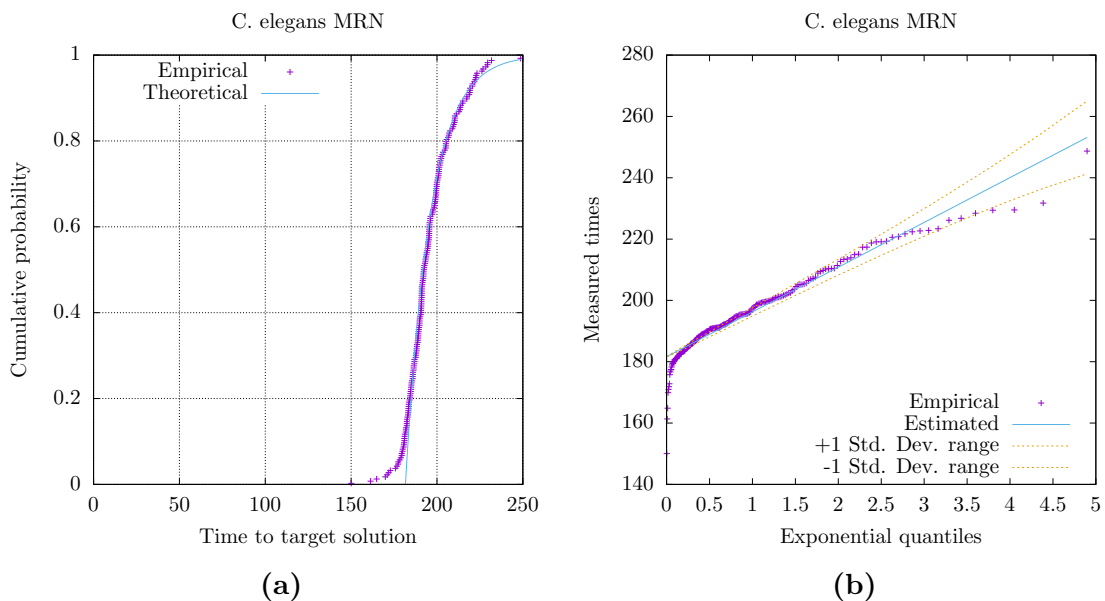 C. elegans MRN
1
0.8
0.6
0.4
0.2
0
0
50
100
150
200
250
Cumulative probability
Time to target solution
Empirical
Theoretical
(a)
C. elegans MRN
280
260
240
220
200
180
160
140
0
0.5
1
1.5
2
2.5
3
3.5
4
4.5
5
Measured times
Exponential quantiles
Empirical
Estimated
+1 Std. Dev. range
-1 Std. Dev. range
(b)